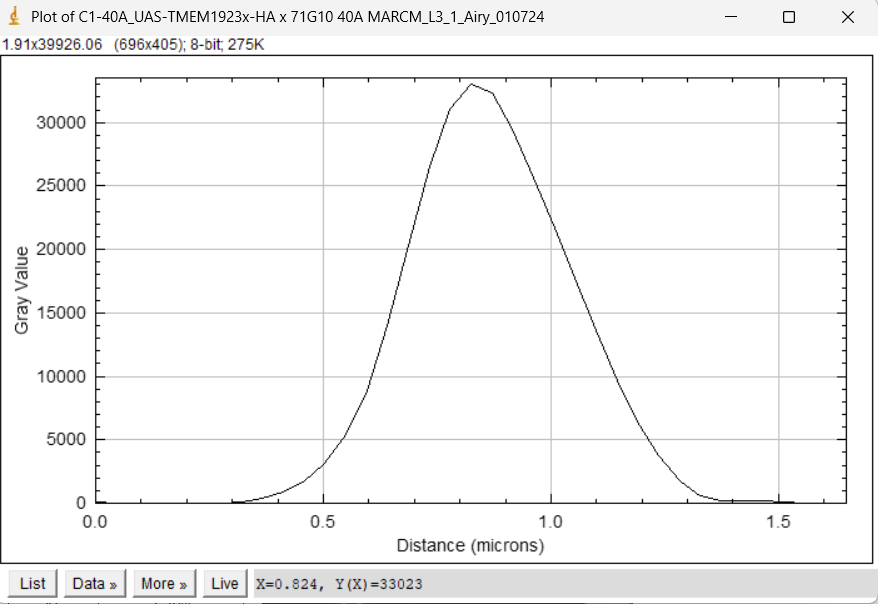 Plot of C1-40A_UAS-TMEM1923x-HA x 71G10 40A MARCM_L3_1_Airy_010724
1.91x39926.06 (696x405); 8-bit; 275K
30000
25000
20000
15000
10000
5000
0
Gray Value
0.0 0.5 1.0 1.5
Distance (microns)
List Data » More » Live X=0.824, Y(X)=33023